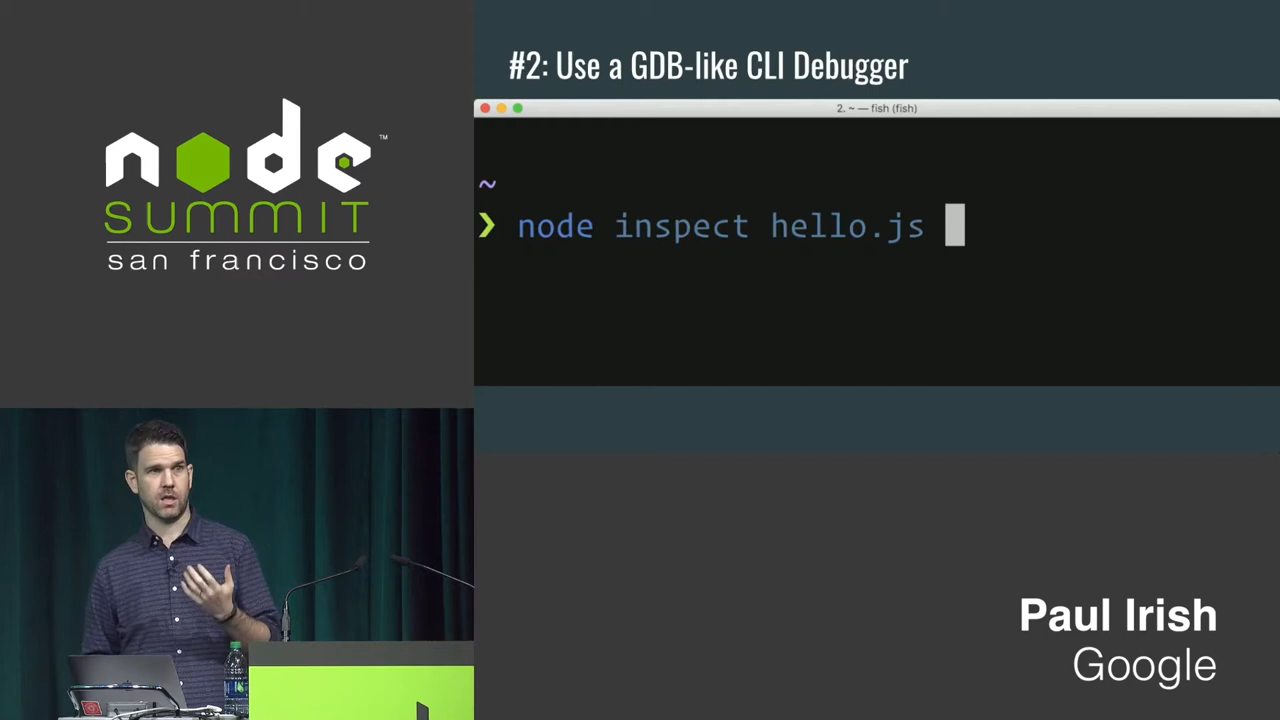 node
™
SUMMIT
san francisco
#2: Use a GDB-like CLI Debugger
2. ~ — fish (fish)
~
❯ node inspect hello.js
Paul Irish
Google